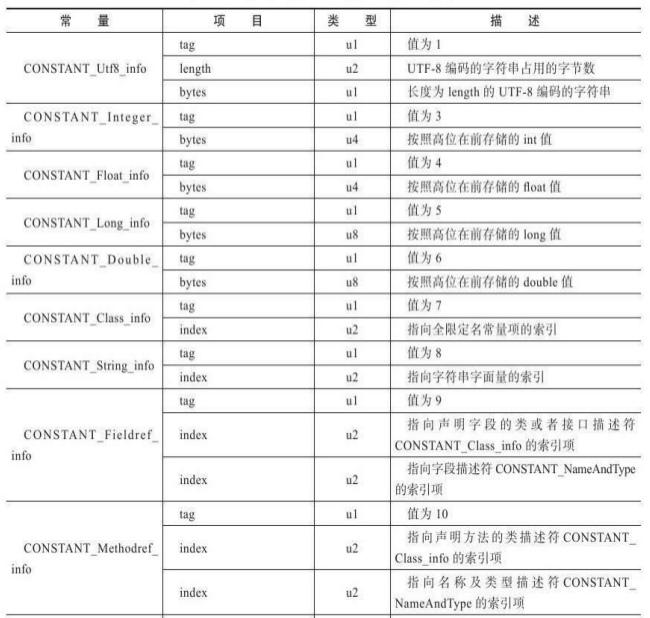 常 量 项 目 类 型 描 述
CONSTANT_Utf8_info
tag u1 值为 1
length u2 UTF-8 编码的字符串占用的字节数
bytes u1 长度为 length 的 UTF-8 编码的字符串
CONSTANT_Integer_
info
tag u1 值为 3
bytes u4 按照高位在前存储的 int 值
CONSTANT_Float_info
tag u1 值为 4
bytes u4 按照高位在前存储的 float 值
CONSTANT_Long_info
tag u1 值为 5
bytes u8 按照高位在前存储的 long 值
CONSTANT_Double_
info
tag u1 值为 6
bytes u8 按照高位在前存储的 double 值
CONSTANT_Class_info
tag u1 值为 7
index u2 指向全限定名常量项的索引
CONSTANT_String_info
tag u1 值为 8
index u2 指向字符串字面量的索引
CONSTANT_Fieldref_
info
tag u1 值为 9
index u2 指向声明字段的类或者接口描述符
CONSTANT_Class_info 的索引项
index u2 指向字段描述符 CONSTANT_NameAndType
的索引项
CONSTANT_Methodref_
info
tag u1 值为 10
index u2 指向声明方法的类描述符 CONSTANT_
Class_info 的索引项
index u2 指向名称及类型描述符 CONSTANT_
NameAndType 的索引项